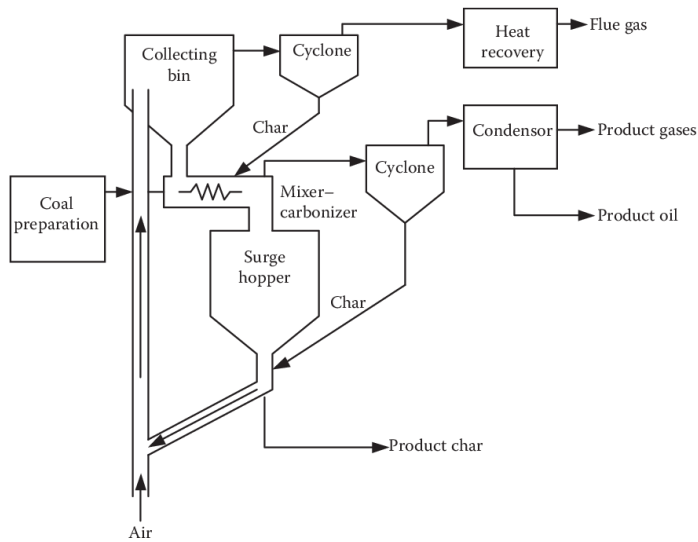 Collecting
bin
Cyclone
Heat
recovery
Flue gas
Char
Condensor
Product gases
Cyclone
Coal
preparation
Mixer–
carbonizer
Product oil
Surge
hopper
Char
Product char
Air